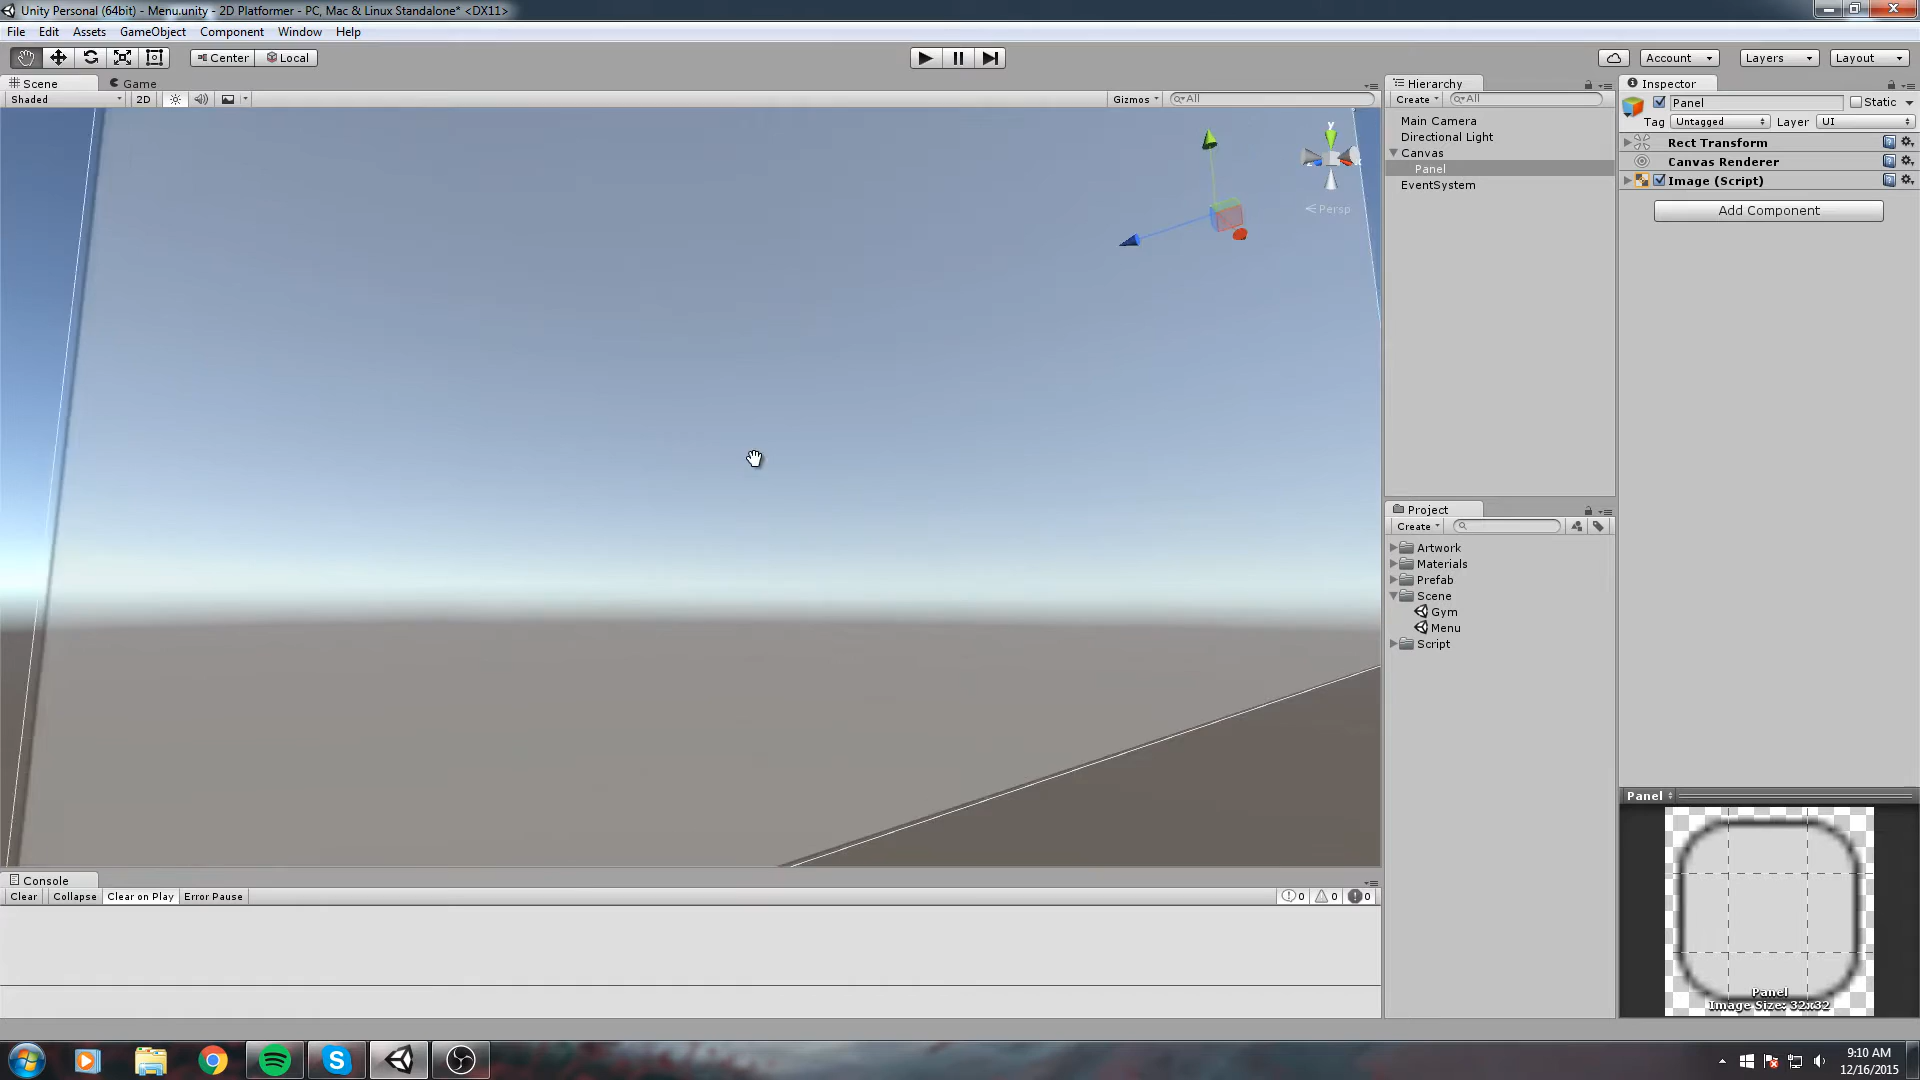 Unity Personal (64bit) - Menu.unity - 2D Platformer - PC, Mac & Linux Standalone* <DX11>
File Edit Assets GameObject Component Window Help
Center Local Account Layers Layout
Scene Game Hierarchy Inspector
Shaded 2D Gizmos All Create All Panel Static
Tag Untagged Layer UI
Main Camera
Directional Light
Canvas
Panel
EventSystem
Rect Transform
Canvas Renderer
Image (Script)
Add Component
y
Persp
Project
Create
Artwork
Materials
Prefab
Scene
Gym
Menu
Script
Panel
Panel
Image Size: 32x32
Console
Clear Collapse Clear on Play Error Pause 0 0 0
9:10 AM
12/16/2015